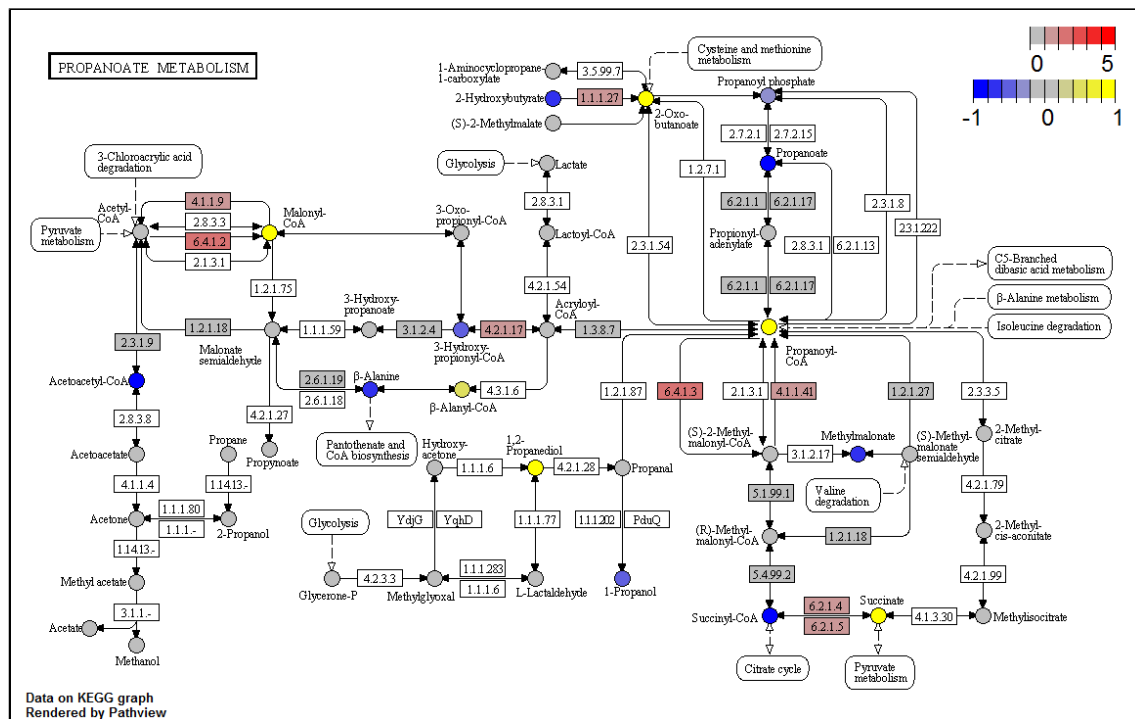 PROPANOATE METABOLISM
0 5
-1 0 1
Cysteine and methionine
metabolism
1-Aminocyclopropane
1-carboxylate
3.5.99.7
Propanoyl phosphate
2-Hydroxybutyrate
1.1.1.27
2-Oxo-
butanoate
(S)-2-Methylmalate
2.7.2.1
2.7.2.15
3-Chloroacrylic acid
degradation
Glycolysis
Lactate
1.2.7.1
Propanoate
4.1.1.9
2.8.3.1
6.2.1.1
6.2.1.17
2.3.1.8
Acetyl-
CoA
Malonyl-
CoA
3-Oxo-
propionyl-CoA
2.8.3.3
Pyruvate
metabolism
6.4.1.2
Lactoyl-CoA
Propionyl-
adenylate
2.3.1.222
2.1.3.1
2.3.1.54
2.8.3.1
6.2.1.13
C5-Branched
dibasic acid metabolism
1.2.1.75
4.2.1.54
6.2.1.1
6.2.1.17
β-Alanine metabolism
3-Hydroxy-
propanoate
Acryloyl-
CoA
Isoleucine degradation
1.2.1.18
1.1.1.59
3.1.2.4
4.2.1.17
1.3.8.7
Malonate
semialdehyde
3-Hydroxy-
propionyl-CoA
Propanoyl-
CoA
2.3.1.9
Acetoacetyl-CoA
2.6.1.19
2.6.1.18
β-Alanine
β-Alanyl-CoA
4.3.1.6
1.2.1.87
6.4.1.3
2.1.3.1
4.1.1.41
1.2.1.27
2.3.3.5
2.8.3.8
4.2.1.27
Pantothenate and
CoA biosynthesis
(S)-2-Methyl-
malonyl-CoA
Methylmalonate
(S)-Methyl-
malonate
semialdehyde
2-Methyl-
citrate
Propane
Acetoacetate
Propynoate
Hydroxy-
acetone
1,2-
Propanediol
3.1.2.17
1.1.1.6
4.2.1.28
Propanal
4.1.1.4
1.14.13.-
Valine
degradation
4.2.1.79
5.1.99.1
1.1.1.80
Acetone
1.1.1.-
2-Propanol
Glycolysis
YdjG
YqhD
1.1.1.77
1.1.1.202
PduQ
(R)-Methyl-
malonyl-CoA
1.2.1.18
2-Methyl-
cis-aconitate
1.14.13.-
1.1.1.283
5.4.99.2
4.2.1.99
Methyl acetate
4.2.3.3
1.1.1.6
Glycerone-P
Methylglyoxal
L-Lactaldehyde
1-Propanol
3.1.1.-
6.2.1.4
Succinate
Acetate
Succinyl-CoA
6.2.1.5
4.1.3.30
Methylisocitrate
Methanol
Citrate cycle
Pyruvate
metabolism
Data on KEGG graph
Rendered by Pathview